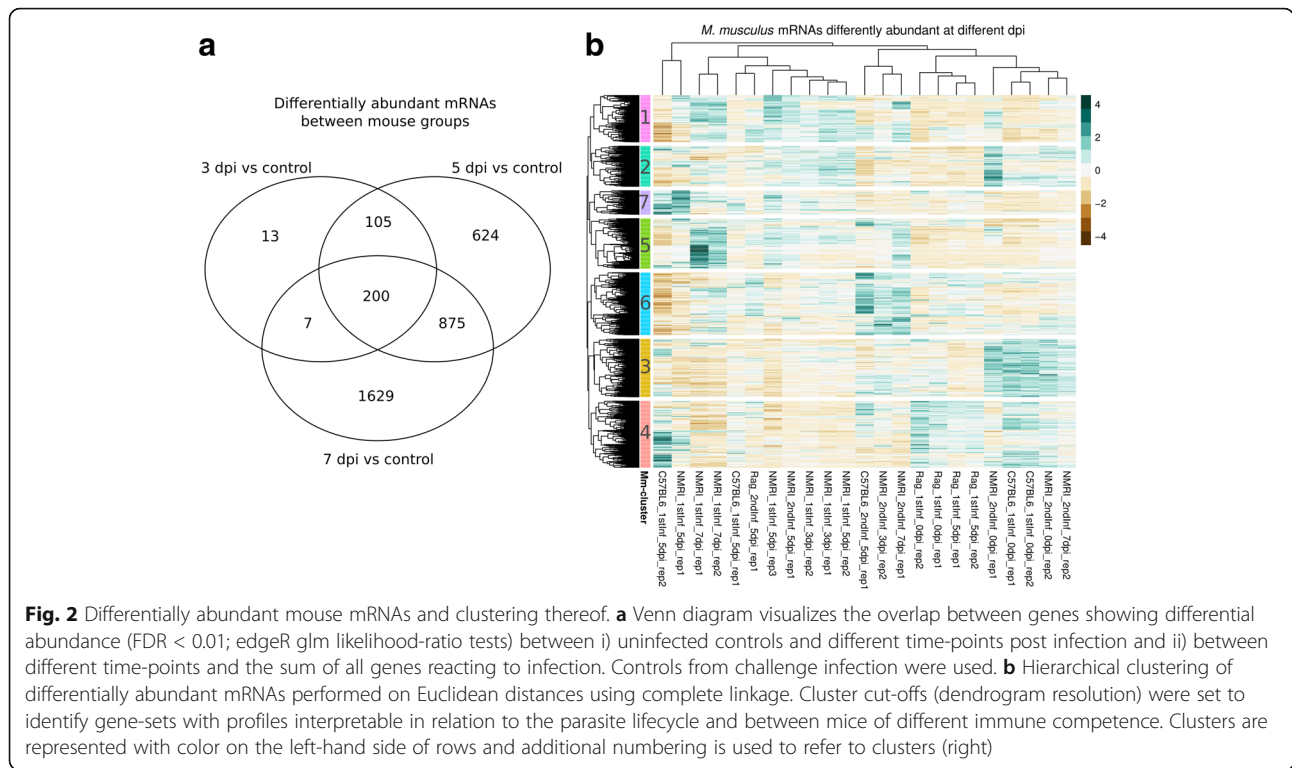 a
Differentially abundant mRNAs
between mouse groups
3 dpi vs control
5 dpi vs control
13
105
624
200
7
875
1629
7 dpi vs control
b
M. musculus mRNAs differently abundant at different dpi
1
2
7
5
6
3
4
4
2
0
−2
−4
Mm-cluster
C57BL6_1stInf_5dpi_rep2
NMRI_1stInf_5dpi_rep1
NMRI_1stInf_7dpi_rep1
NMRI_1stInf_7dpi_rep2
C57BL6_1stInf_5dpi_rep1
Rag_2ndInf_5dpi_rep1
NMRI_1stInf_5dpi_rep3
NMRI_2ndInf_5dpi_rep1
NMRI_1stInf_3dpi_rep2
NMRI_1stInf_3dpi_rep1
NMRI_1stInf_5dpi_rep2
C57BL6_2ndInf_5dpi_rep1
NMRI_2ndInf_3dpi_rep2
NMRI_2ndInf_7dpi_rep1
Rag_1stInf_0dpi_rep2
Rag_1stInf_0dpi_rep1
Rag_1stInf_5dpi_rep1
Rag_1stInf_5dpi_rep2
NMRI_2ndInf_0dpi_rep1
C57BL6_1stInf_0dpi_rep1
C57BL6_1stInf_0dpi_rep2
NMRI_2ndInf_0dpi_rep2
NMRI_2ndInf_7dpi_rep2
Fig. 2 Differentially abundant mouse mRNAs and clustering thereof. a Venn diagram visualizes the overlap between genes showing differential
abundance (FDR < 0.01; edgeR glm likelihood-ratio tests) between i) uninfected controls and different time-points post infection and ii) between
different time-points and the sum of all genes reacting to infection. Controls from challenge infection were used. b Hierarchical clustering of
differentially abundant mRNAs performed on Euclidean distances using complete linkage. Cluster cut-offs (dendrogram resolution) were set to
identify gene-sets with profiles interpretable in relation to the parasite lifecycle and between mice of different immune competence. Clusters are
represented with color on the left-hand side of rows and additional numbering is used to refer to clusters (right)